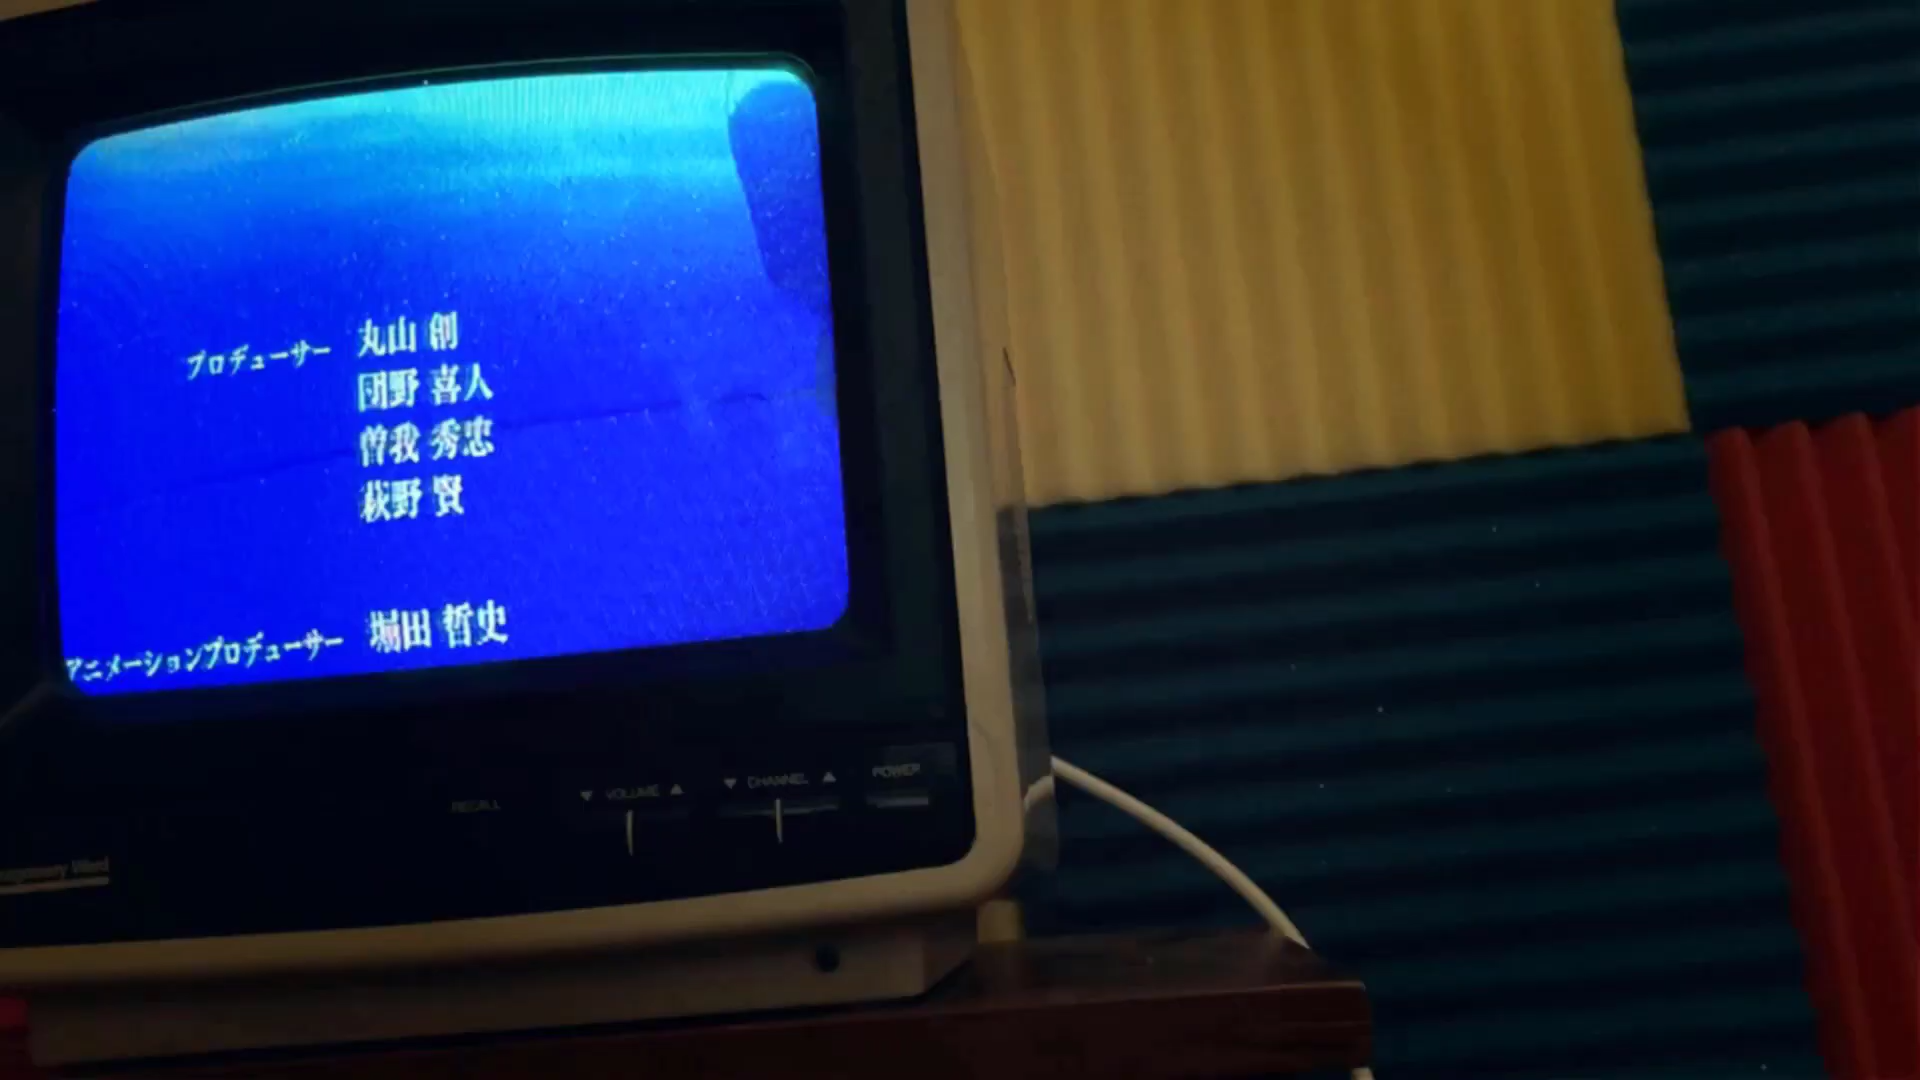 プロデューサー 丸山 創
団野 喜人
曽我 秀忠
萩野 賢
アニメーションプロデューサー 堀田 哲史
RECALL
▼ VOLUME ▲
▼ CHANNEL ▲
POWER
Ward